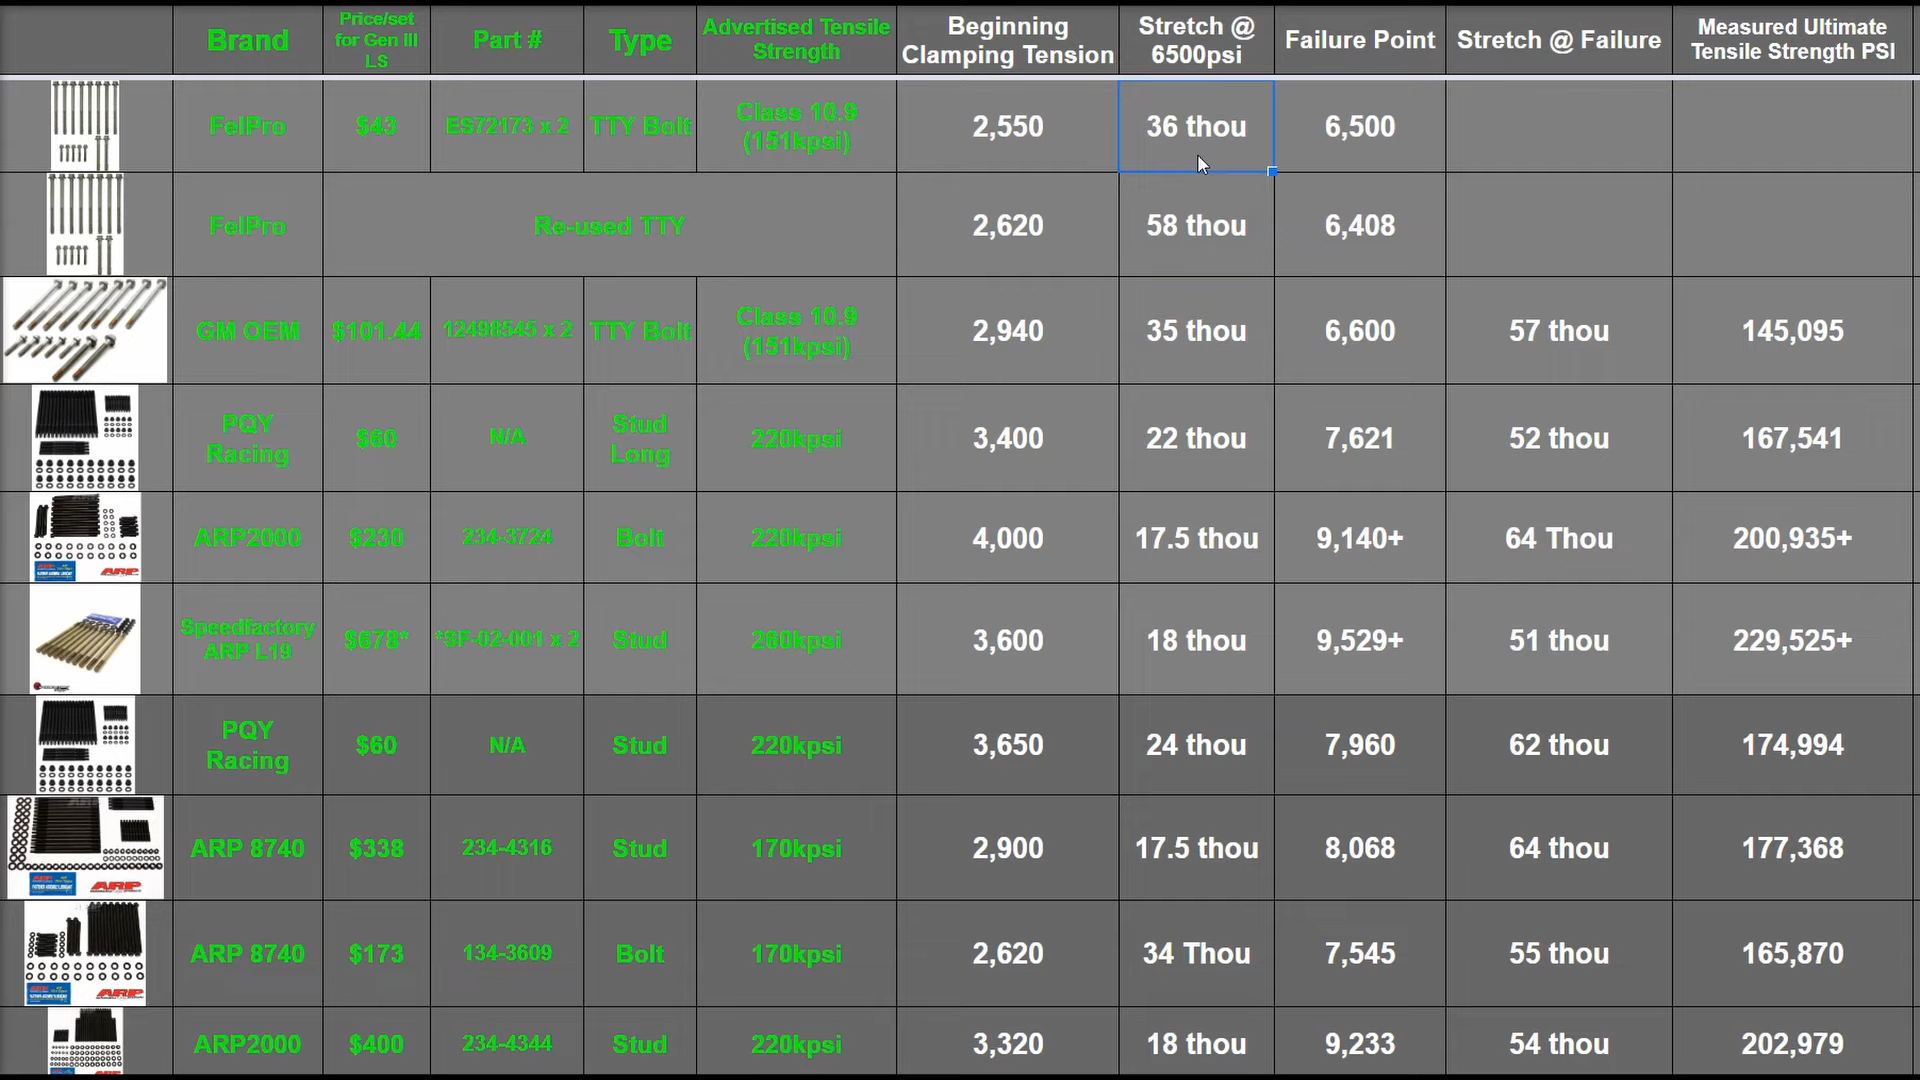 Brand
Price/set
for Gen III
LS
Part #
Type
Advertised Tensile
Strength
Beginning
Clamping Tension
Stretch @
6500psi
Failure Point
Stretch @ Failure
Measured Ultimate
Tensile Strength PSI
FelPro
$43
ES72173 x 2
TTY Bolt
Class 10.9
(151kpsi)
2,550
36 thou
6,500
FelPro
Re-used TTY
2,620
58 thou
6,408
GM OEM
$101.44
12498545 x 2
TTY Bolt
Class 10.9
(151kpsi)
2,940
35 thou
6,600
57 thou
145,095
PQY
Racing
$60
N/A
Stud
Long
220kpsi
3,400
22 thou
7,621
52 thou
167,541
ARP2000
$230
234-3724
Bolt
220kpsi
4,000
17.5 thou
9,140+
64 Thou
200,935+
ARP
Speedfactory
ARP L19
$678*
*SF-02-001 x 2
Stud
260kpsi
3,600
18 thou
9,529+
51 thou
229,525+
PQY
Racing
$60
N/A
Stud
220kpsi
3,650
24 thou
7,960
62 thou
174,994
ARP 8740
$338
234-4316
Stud
170kpsi
2,900
17.5 thou
8,068
64 thou
177,368
ARP
ARP 8740
$173
134-3609
Bolt
170kpsi
2,620
34 Thou
7,545
55 thou
165,870
ARP
ARP2000
$400
234-4344
Stud
220kpsi
3,320
18 thou
9,233
54 thou
202,979
ARP